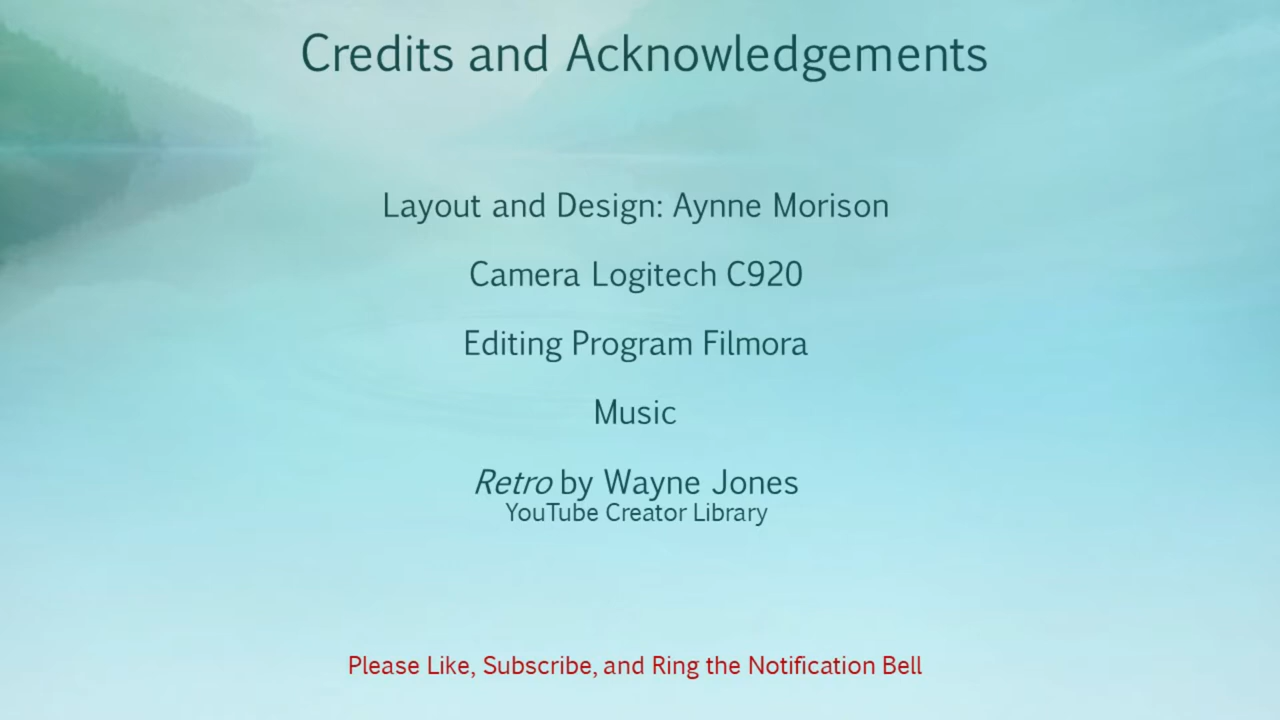 Credits and Acknowledgements
Layout and Design: Aynne Morison
Camera Logitech C920
Editing Program Filmora
Music
Retro by Wayne Jones
YouTube Creator Library
Please Like, Subscribe, and Ring the Notification Bell